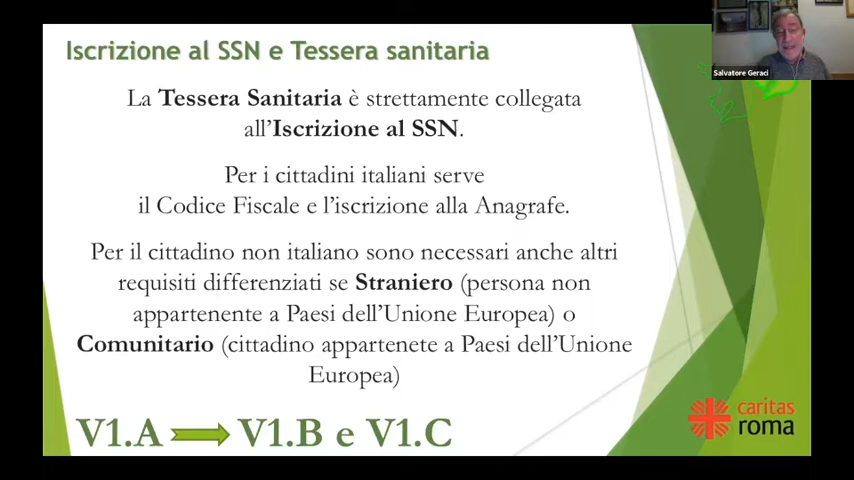 Iscrizione al SSN e Tessera sanitaria
Salvatore Geraci
La Tessera Sanitaria è strettamente collegata
all'Iscrizione al SSN.
Per i cittadini italiani serve
il Codice Fiscale e l'iscrizione alla Anagrafe.
Per il cittadino non italiano sono necessari anche altri
requisiti differenziati se Straniero (persona non
appartenente a Paesi dell'Unione Europea) o
Comunitario (cittadino appartenete a Paesi dell'Unione
Europea)
V1.A V1.B e V1.C
caritas
roma